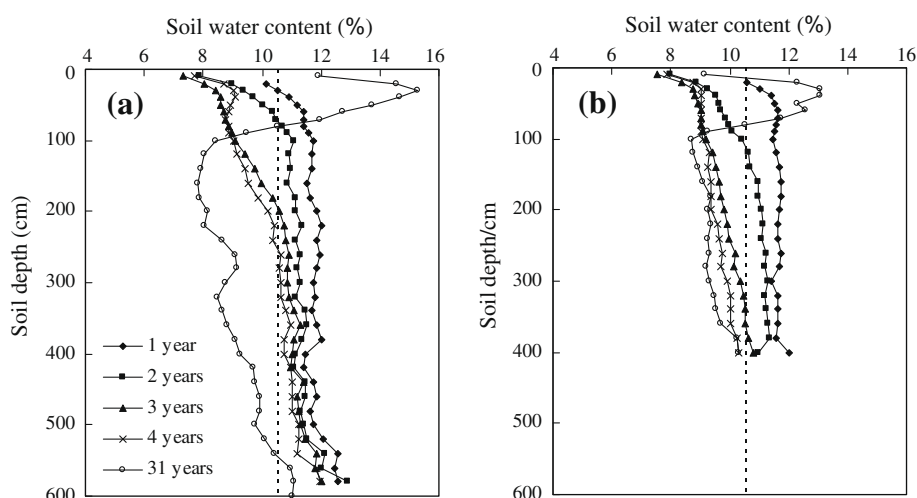 Soil water content (%)
4 6 8 10 12 14 16
0
100
200
300
400
500
600
Soil depth (cm)
(a)
1 year
2 years
3 years
4 years
31 years
Soil water content (%)
4 6 8 10 12 14 16
0
100
200
300
400
500
600
Soil depth/cm
(b)